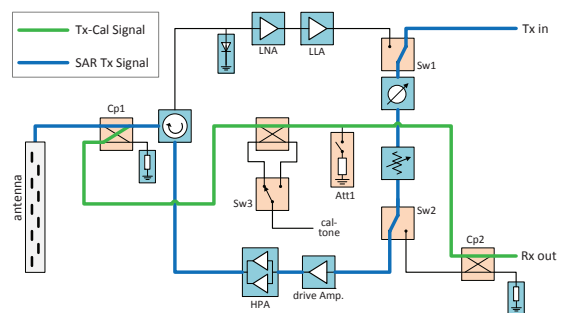 Tx-Cal Signal
SAR Tx Signal
LNA
LLA
Sw1
Tx in
Cp1
antenna
Sw3
Att1
cal-
tone
Sw2
Cp2
Rx out
HPA
drive Amp.